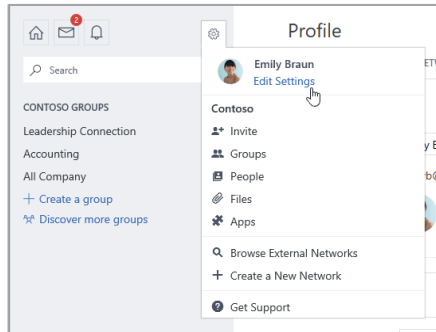 2
Profile
Search
Emily Braun
Edit Settings
CONTOSO GROUPS
Leadership Connection
Accounting
All Company
Create a group
Discover more groups
Contoso
Invite
Groups
People
Files
Apps
Browse External Networks
Create a New Network
Get Support